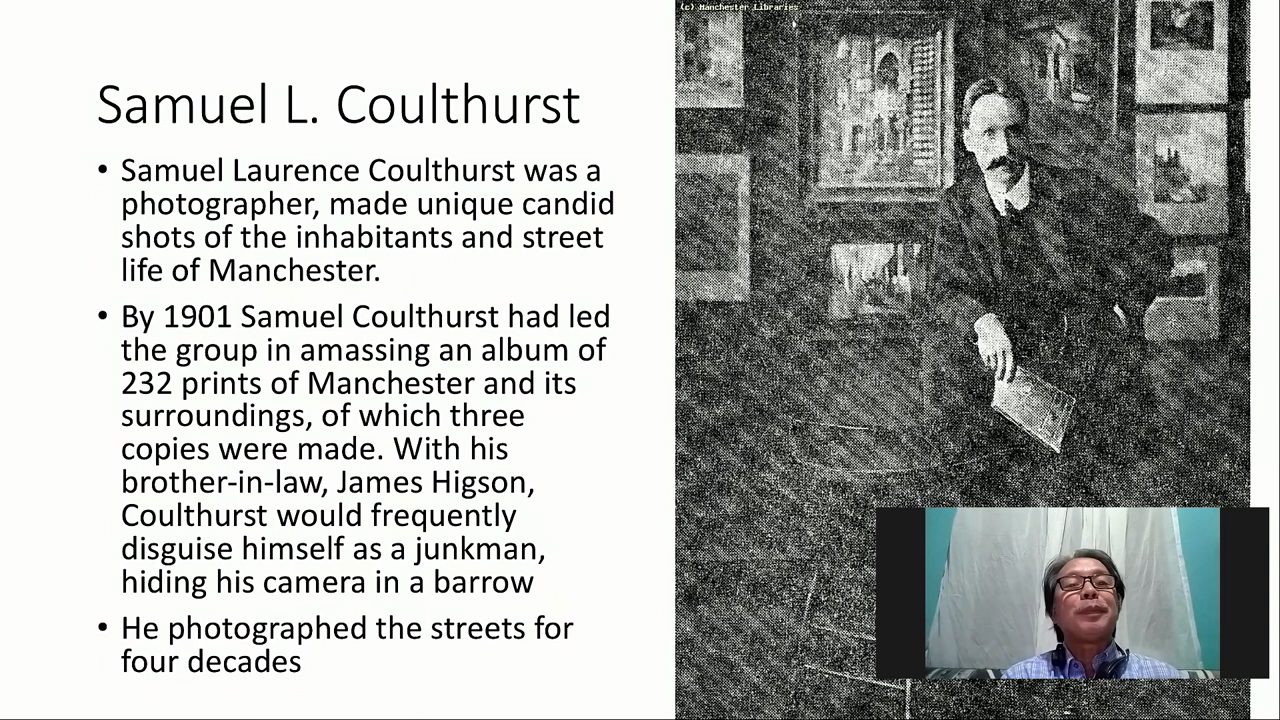 (c) Manchester Libraries
Samuel L. Coulthurst
• Samuel Laurence Coulthurst was a
photographer, made unique candid
shots of the inhabitants and street
life of Manchester.
• By 1901 Samuel Coulthurst had led
the group in amassing an album of
232 prints of Manchester and its
surroundings, of which three
copies were made. With his
brother-in-law, James Higson,
Coulthurst would frequently
disguise himself as a junkman,
hiding his camera in a barrow
• He photographed the streets for
four decades